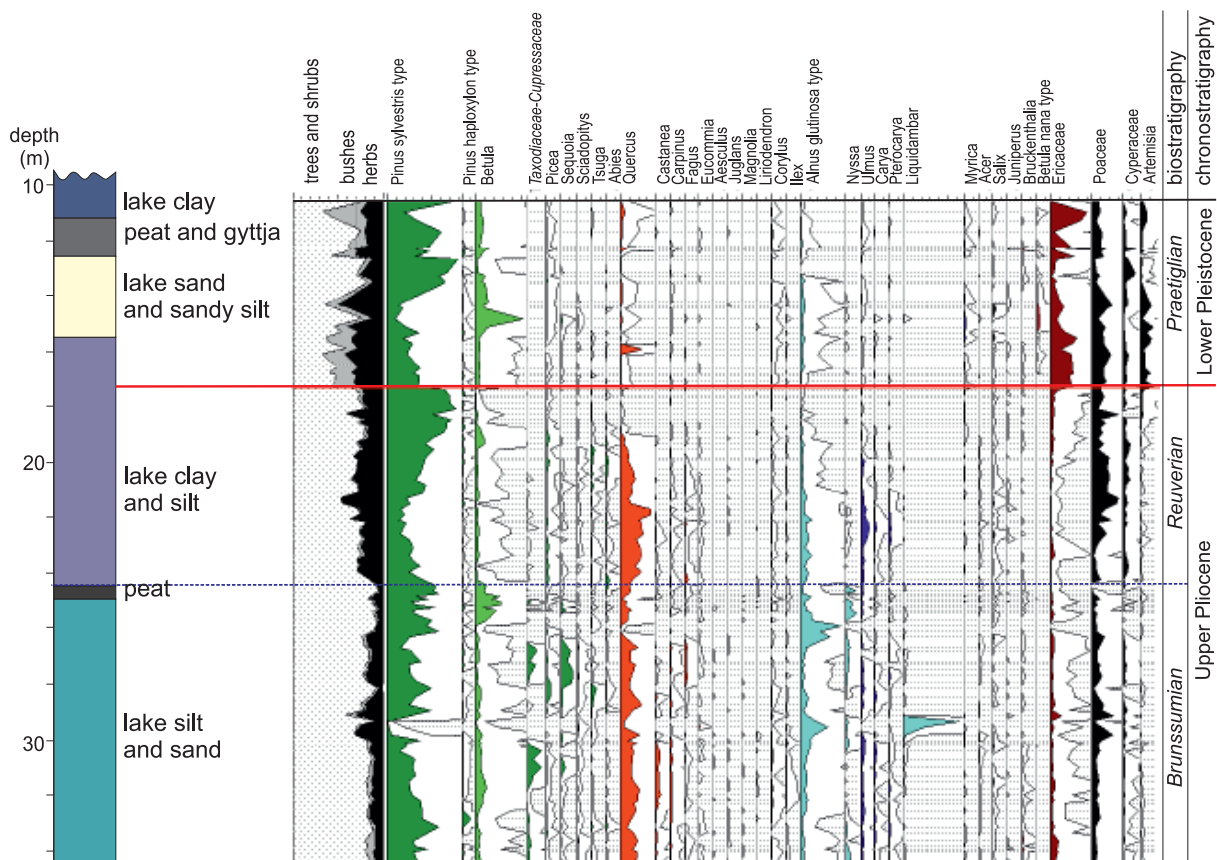 depth
(m)
10
20
30
lake clay
peat and gyttja
lake sand
and sandy silt
lake clay
and silt
peat
lake silt
and sand
trees and shrubs
bushes
herbs
Pinus sylvestris type
Pinus haploxylon type
Betula
Taxodiaceae-Cupressaceae
Picea
Sequoia
Sciadopitys
Tsuga
Abies
Quercus
Castanea
Carpinus
Fagus
Eucommia
Aesculus
Juglans
Magnolia
Liriodendron
Corylus
Ilex
Alnus glutinosa type
Nyssa
Ulmus
Carya
Pterocarya
Liquidambar
Myrica
Acer
Salix
Juniperus
Bruckenthalia
Betula nana type
Ericaceae
Poaceae
Cyperaceae
Artemisia
biostratigraphy
chronostratigraphy
Praetiglian
Reuverian
Brunssumian
Lower Pleistocene
Upper Pliocene